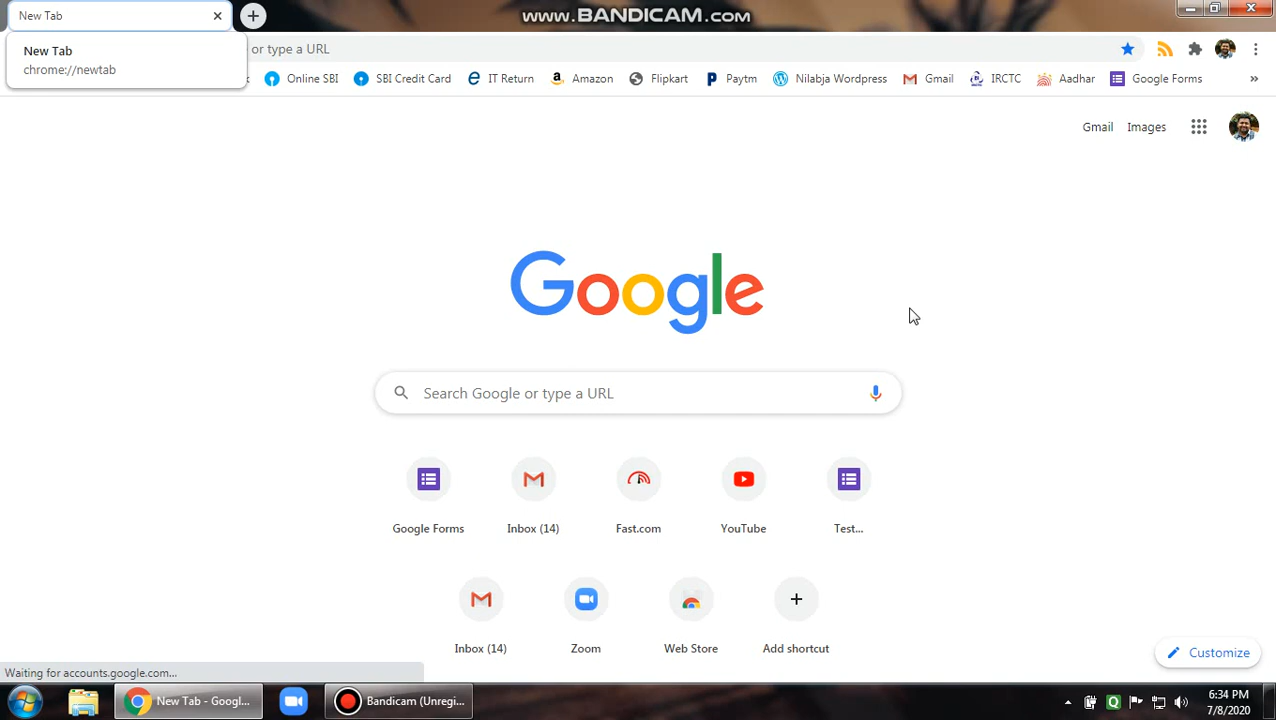 New Tab
www.BANDICAM.com
New Tab
chrome://newtab
or type a URL
Online SBI
SBI Credit Card
IT Return
Amazon
Flipkart
Paytm
Nilabja Wordpress
Gmail
IRCTC
Aadhar
Google Forms
»
Gmail
Images
Google
Search Google or type a URL
Google Forms
Inbox (14)
Fast.com
YouTube
Test...
Inbox (14)
Zoom
Web Store
Add shortcut
Customize
Waiting for accounts.google.com...
New Tab - Googl...
Bandicam (Unregi...
6:34 PM
7/8/2020